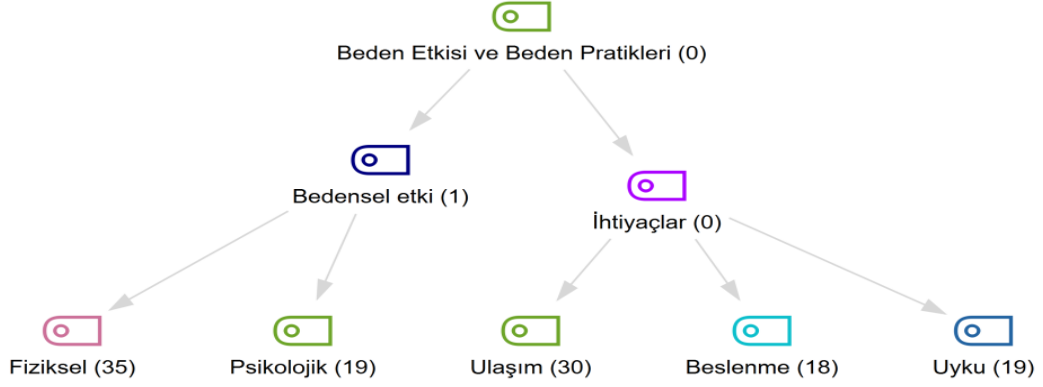 Beden Etkisi ve Beden Pratikleri (0)
Bedensel etki (1)
İhtiyaçlar (0)
Fiziksel (35)
Psikolojik (19)
Ulaşım (30)
Beslenme (18)
Uyku (19)